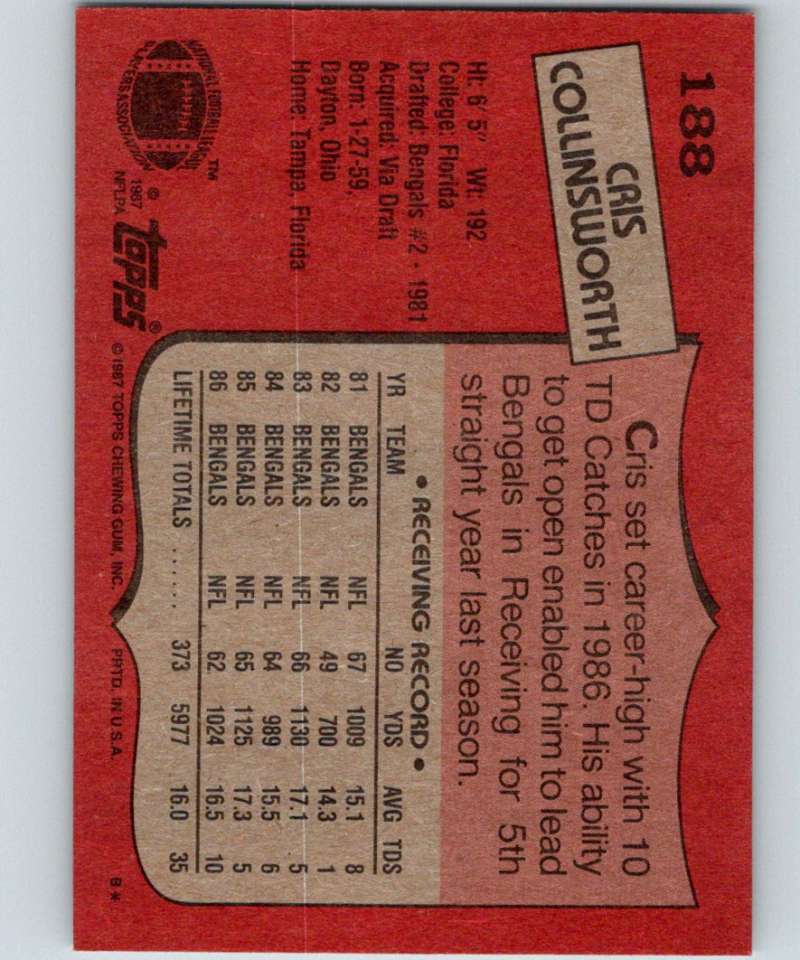 188
CRIS
COLLINSWORTH
Ht: 6' 5" Wt: 192
College: Florida
Drafted: Bengals #2 - 1981
Acquired: Via Draft
Born: 1-27-59,
Dayton, Ohio
Home: Tampa, Florida
NATIONAL FOOTBALL LEAGUE
PLAYERS ASSOCIATION
TM
© 1987
NFLPA
topps®
Cris set career-high with 10
TD Catches in 1986. His ability
to get open enabled him to lead
Bengals in Receiving for 5th
straight year last season.
• RECEIVING RECORD •
YR TEAM NO YDS AVG TDS
81 BENGALS NFL 67 1009 15.1 8
82 BENGALS NFL 49 700 14.3 1
83 BENGALS NFL 66 1130 17.1 5
84 BENGALS NFL 64 989 15.5 6
85 BENGALS NFL 65 1125 17.3 5
86 BENGALS NFL 62 1024 16.5 10
LIFETIME TOTALS ...... 373 5977 16.0 35
© 1987 TOPPS CHEWING GUM, INC. PRTD. IN U.S.A. B*